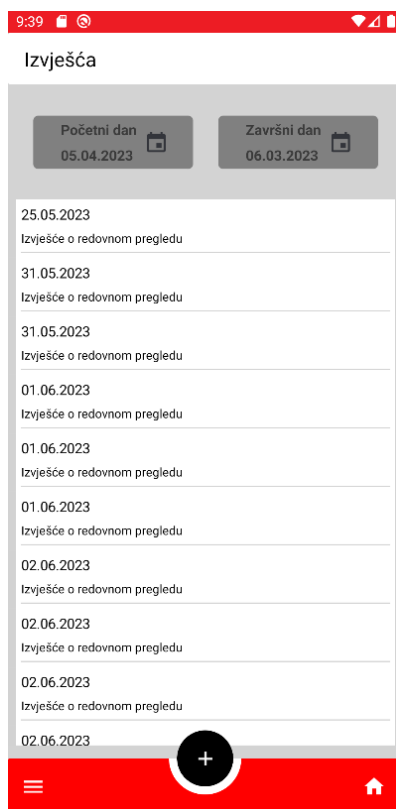 9:39
Izvješća
Početni dan
05.04.2023
Završni dan
06.03.2023
25.05.2023
Izvješće o redovnom pregledu
31.05.2023
Izvješće o redovnom pregledu
31.05.2023
Izvješće o redovnom pregledu
01.06.2023
Izvješće o redovnom pregledu
01.06.2023
Izvješće o redovnom pregledu
01.06.2023
Izvješće o redovnom pregledu
02.06.2023
Izvješće o redovnom pregledu
02.06.2023
Izvješće o redovnom pregledu
02.06.2023
Izvješće o redovnom pregledu
02.06.2023
+